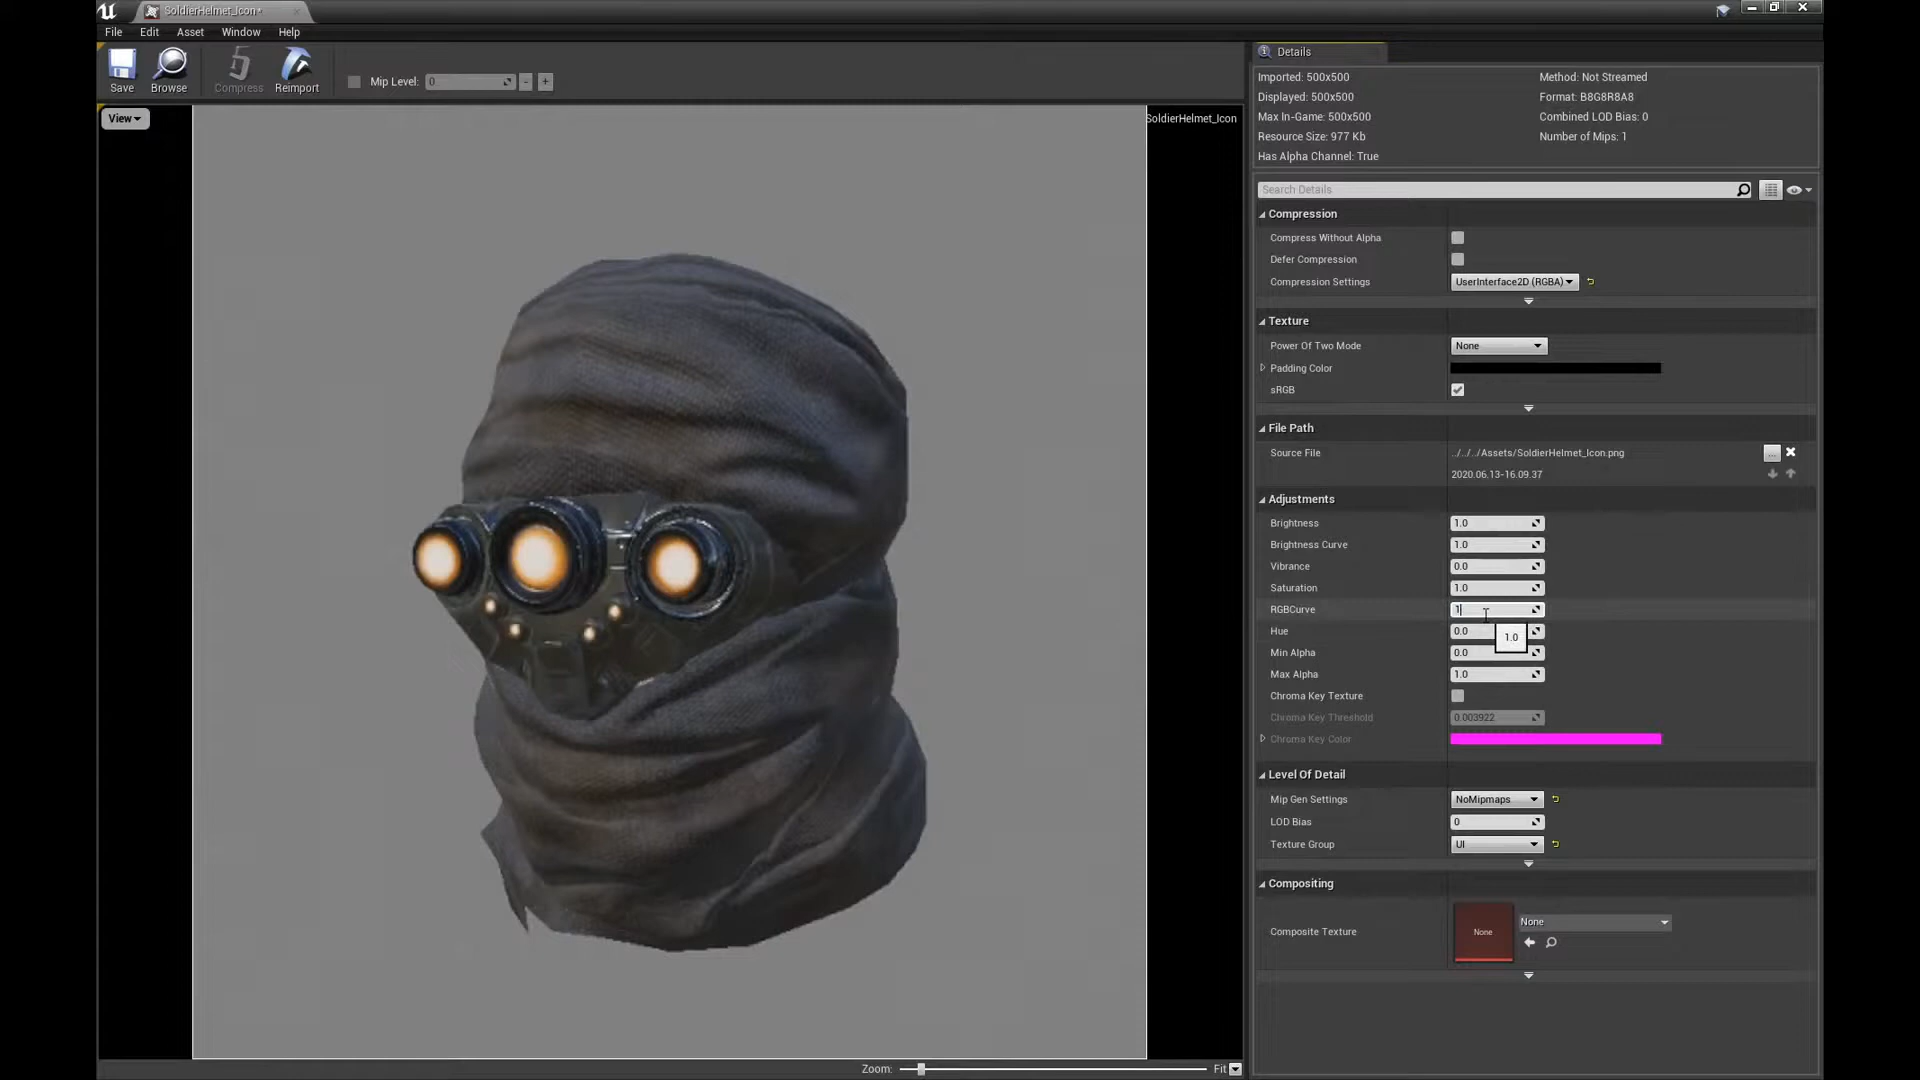 SoldierHelmet_Icon*
File Edit Asset Window Help
Save Browse Compress Reimport Mip Level: 0 - +
View
SoldierHelmet_Icon
Zoom: Fit
Details
Imported: 500x500 Method: Not Streamed
Displayed: 500x500 Format: B8G8R8A8
Max In-Game: 500x500 Combined LOD Bias: 0
Resource Size: 977 Kb Number of Mips: 1
Has Alpha Channel: True
Search Details
Compression
Compress Without Alpha
Defer Compression
Compression Settings UserInterface2D (RGBA)
Texture
Power Of Two Mode None
Padding Color
sRGB
File Path
Source File ../../../Assets/SoldierHelmet_Icon.png ...
2020.06.13-16.09.37
Adjustments
Brightness 1.0
Brightness Curve 1.0
Vibrance 0.0
Saturation 1.0
RGBCurve 1
Hue 0.0 1.0
Min Alpha 0.0
Max Alpha 1.0
Chroma Key Texture
Chroma Key Threshold 0.003922
Chroma Key Color
Level Of Detail
Mip Gen Settings NoMipmaps
LOD Bias 0
Texture Group UI
Compositing
Composite Texture None None